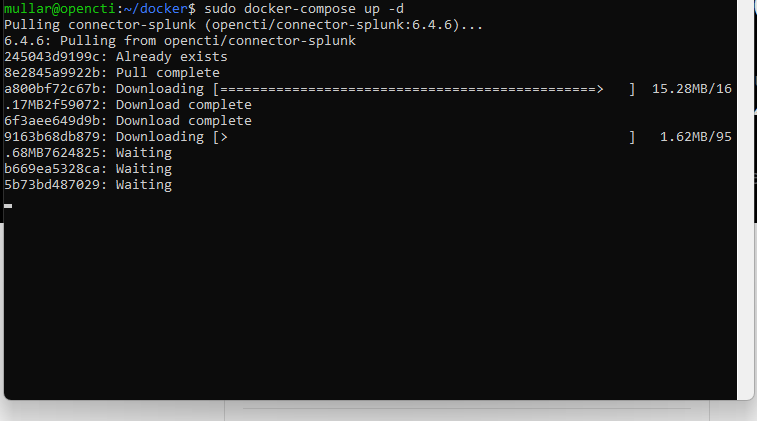 mullar@opencti:~/docker$ sudo docker-compose up -d
Pulling connector-splunk (opencti/connector-splunk:6.4.6)...
6.4.6: Pulling from opencti/connector-splunk
245043d9199c: Already exists
8e2845a9922b: Pull complete
a800bf72c67b: Downloading [===============================================>   ]  15.28MB/16
.17MB2f59072: Download complete
6f3aee649d9b: Download complete
9163b68db879: Downloading [>                                                  ]   1.62MB/95
.68MB7624825: Waiting
b669ea5328ca: Waiting
5b73bd487029: Waiting